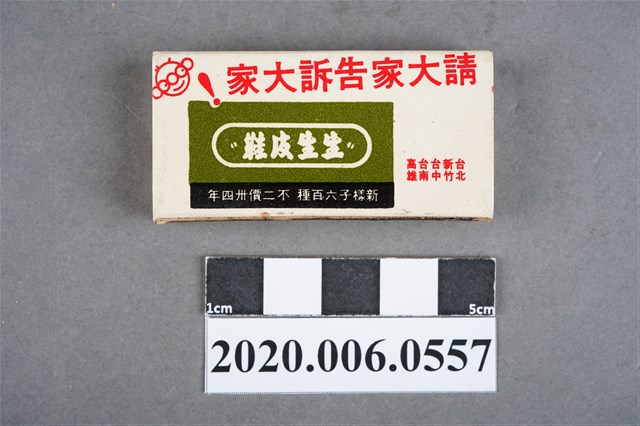 請大家告訴大家！
"生生皮鞋"
新樣子六百種 不二價卅四年
台北
新竹
台中
台南
高雄
1cm
5cm
2020.006.0557